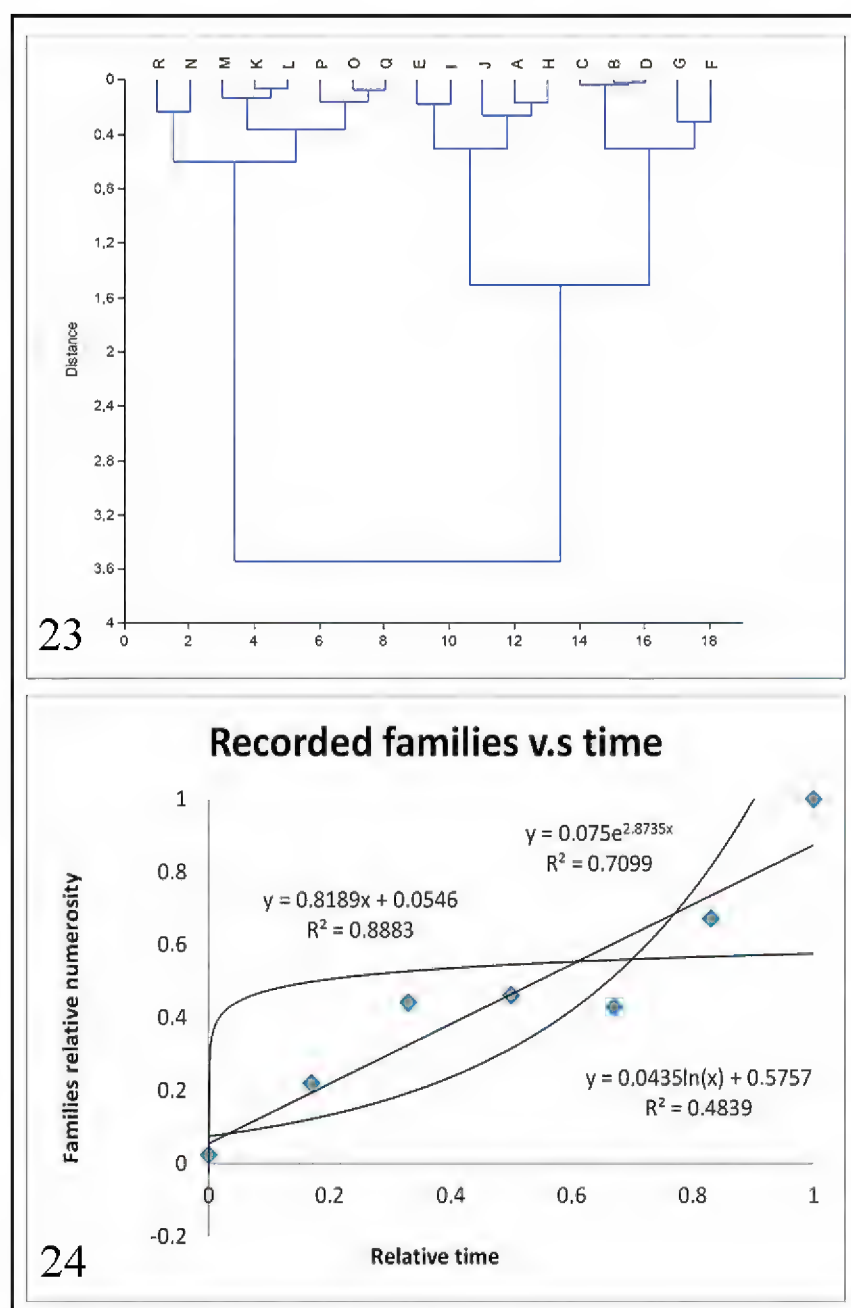 R N M K L P O Q E I J A H C B D G F
0
0.4
0,8
1,2
1,6
2
2,4
2.8
3,2
3.6
4
Distance
0 2 4 6 8 10 12 14 16 18
23
Recorded families v.s time
1
0.8
0.6
0.4
0.2
0
-0.2
Families relative numerosity
y = 0.075e^2.8735x
R² = 0.7099
y = 0.8189x + 0.0546
R² = 0.8883
y = 0.0435ln(x) + 0.5757
R² = 0.4839
0 0.2 0.4 0.6 0.8 1
Relative time
24